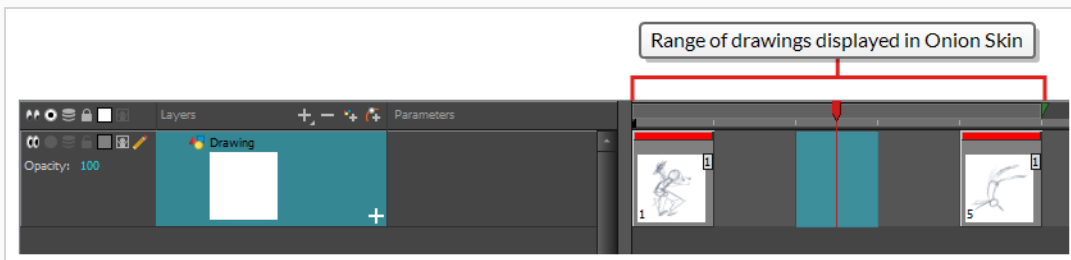 Range of drawings displayed in Onion Skin
Layers
Parameters
Drawing
Opacity: 100
1
1
1
5